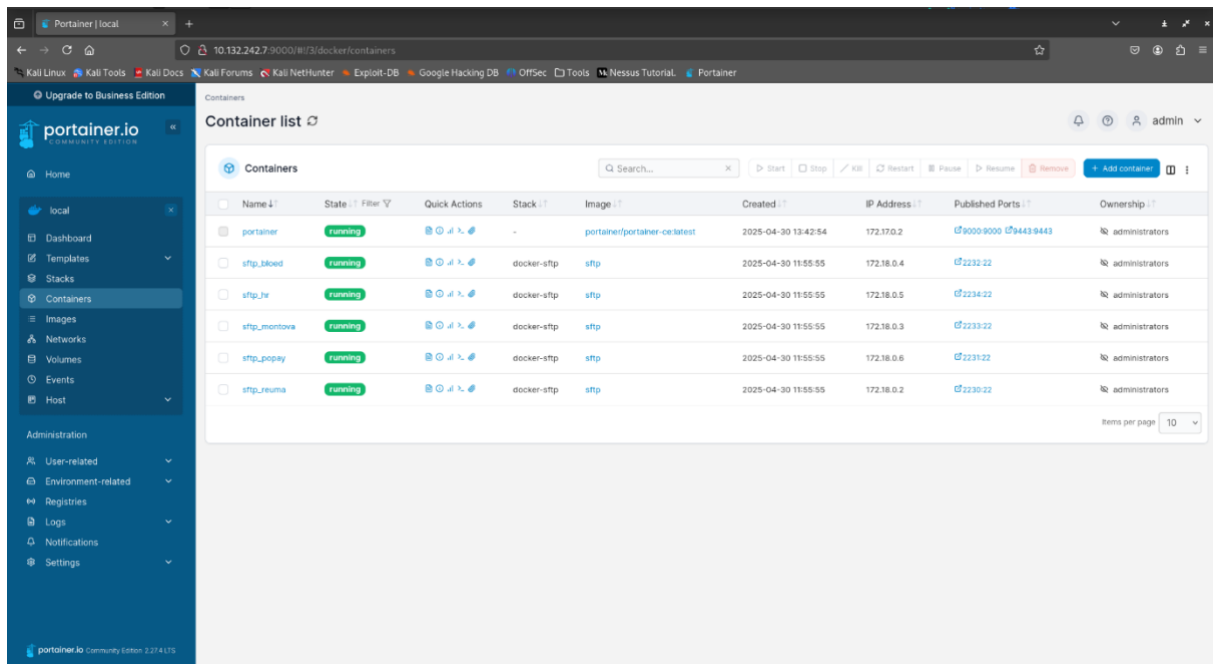 Portainer | local
10.132.242.7:9000/#!/3/docker/containers
Kali Linux Kali Tools Kali Docs Kali Forums Kali NetHunter Exploit-DB Google Hacking DB OffSec Tools Nessus Tutorial. Portainer
Upgrade to Business Edition
portainer.io
COMMUNITY EDITION
Home
local
Dashboard
Templates
Stacks
Containers
Images
Networks
Volumes
Events
Host
Administration
User-related
Environment-related
Registries
Logs
Notifications
Settings
portainer.io Community Edition 2.27.4 LTS
Containers
Container list
admin
Containers
Search...
Start Stop Kill Restart Pause Resume Remove + Add container
Name State Filter Quick Actions Stack Image Created IP Address Published Ports Ownership
portainer running - portainer/portainer-ce:latest 2025-04-30 13:42:54 172.17.0.2 9000:9000 9443:9443 administrators
sftp_bloed running docker-sftp sftp 2025-04-30 11:55:55 172.18.0.4 2232:22 administrators
sftp_hr running docker-sftp sftp 2025-04-30 11:55:55 172.18.0.5 2234:22 administrators
sftp_montova running docker-sftp sftp 2025-04-30 11:55:55 172.18.0.3 2233:22 administrators
sftp_popay running docker-sftp sftp 2025-04-30 11:55:55 172.18.0.6 2231:22 administrators
sftp_reuma running docker-sftp sftp 2025-04-30 11:55:55 172.18.0.2 2230:22 administrators
Items per page 10